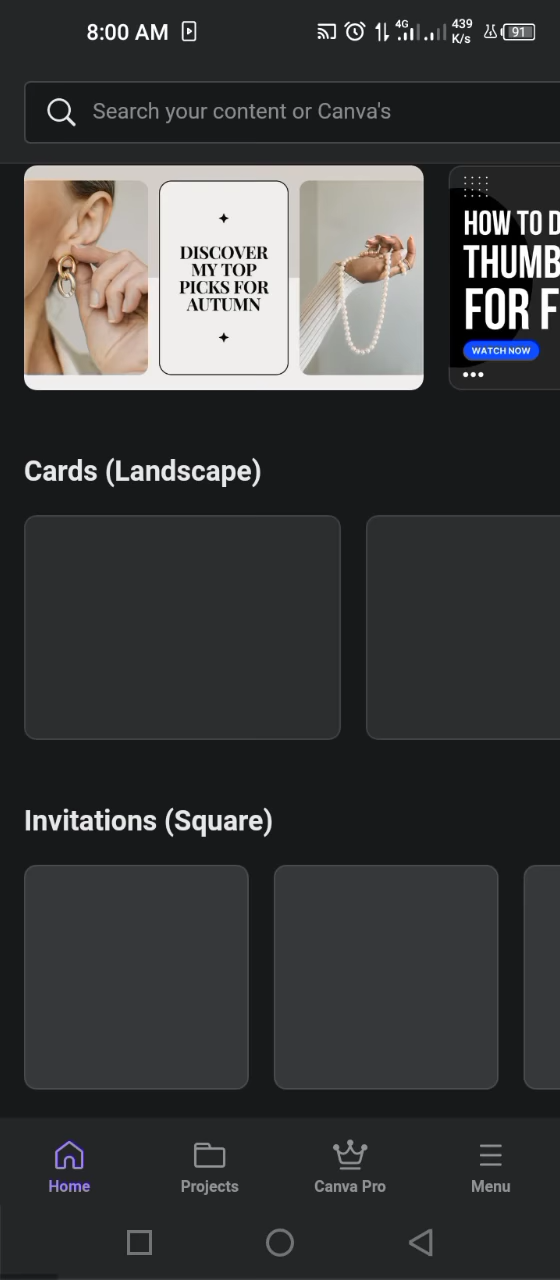 8:00 AM
4G
439
K/s
91
Search your content or Canva's
DISCOVER
MY TOP
PICKS FOR
AUTUMN
HOW TO D
THUMB
FOR F
WATCH NOW
Cards (Landscape)
Invitations (Square)
Home
Projects
Canva Pro
Menu